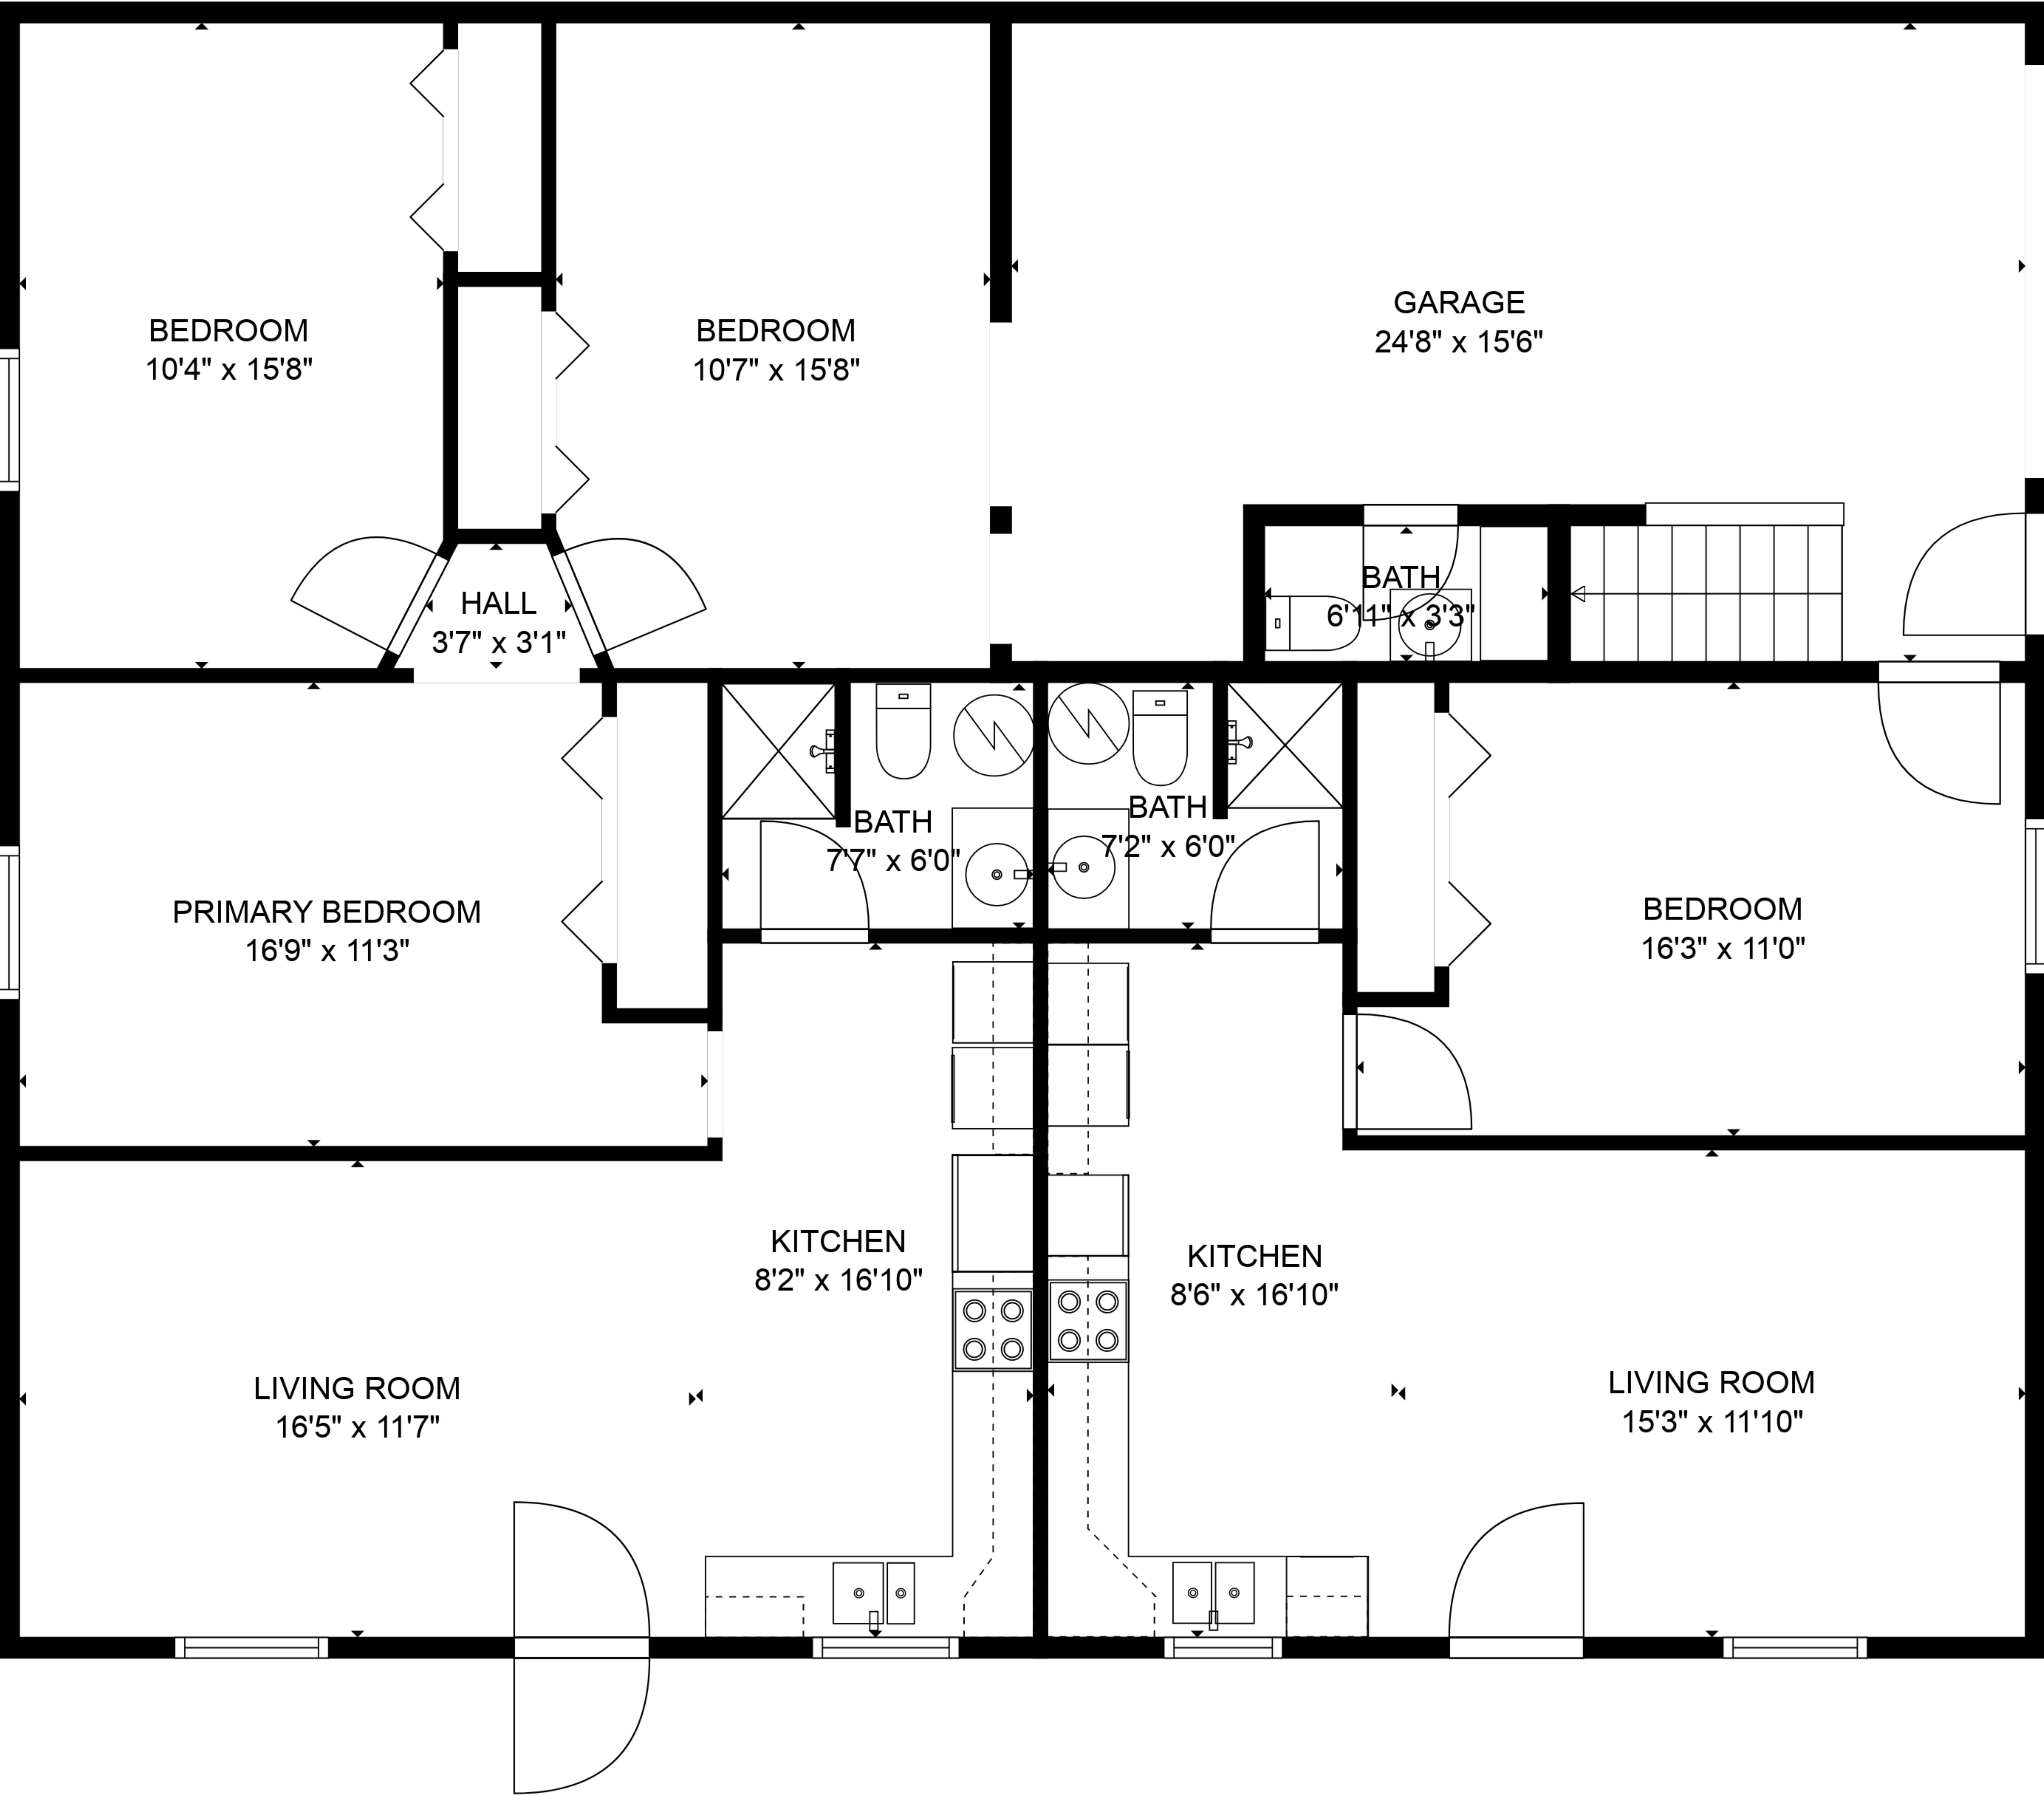 BEDROOM
10'4" x 15'8"
BEDROOM
10'7" x 15'8"
GARAGE
24'8" x 15'6"
HALL
3'7" x 3'1"
BATH
6'11" x 3'3"
BATH
7'7" x 6'0"
BATH
7'2" x 6'0"
PRIMARY BEDROOM
16'9" x 11'3"
BEDROOM
16'3" x 11'0"
KITCHEN
8'2" x 16'10"
KITCHEN
8'6" x 16'10"
LIVING ROOM
16'5" x 11'7"
LIVING ROOM
15'3" x 11'10"